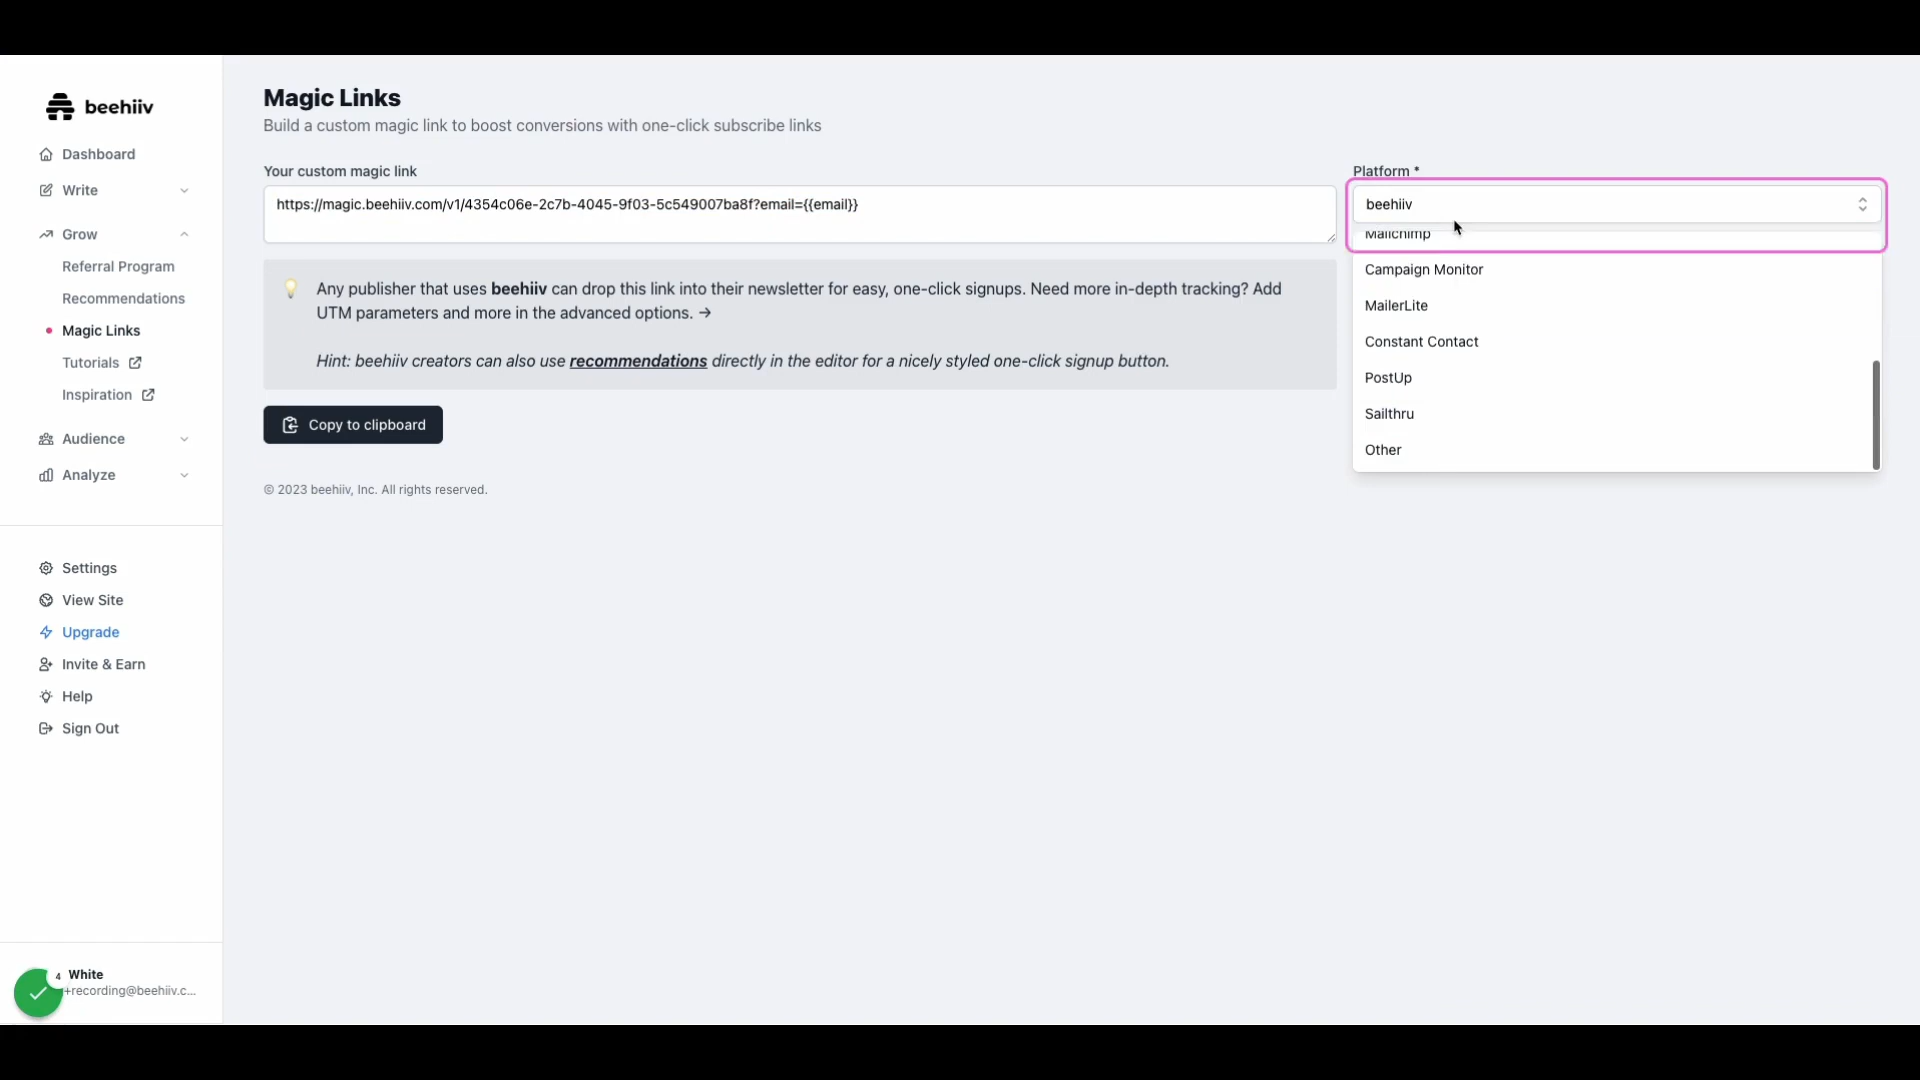 beehiiv
Dashboard
Write
Grow
Referral Program
Recommendations
Magic Links
Tutorials
Inspiration
Audience
Analyze
Settings
View Site
Upgrade
Invite & Earn
Help
Sign Out
4 White
+recording@beehiiv.c...
Magic Links
Build a custom magic link to boost conversions with one-click subscribe links
Your custom magic link
https://magic.beehiiv.com/v1/4354c06e-2c7b-4045-9f03-5c549007ba8f?email={{email}}
Any publisher that uses beehiiv can drop this link into their newsletter for easy, one-click signups. Need more in-depth tracking? Add
UTM parameters and more in the advanced options. →
Hint: beehiiv creators can also use recommendations directly in the editor for a nicely styled one-click signup button.
Copy to clipboard
© 2023 beehiiv, Inc. All rights reserved.
Platform *
beehiiv
Mailchimp
Campaign Monitor
MailerLite
Constant Contact
PostUp
Sailthru
Other